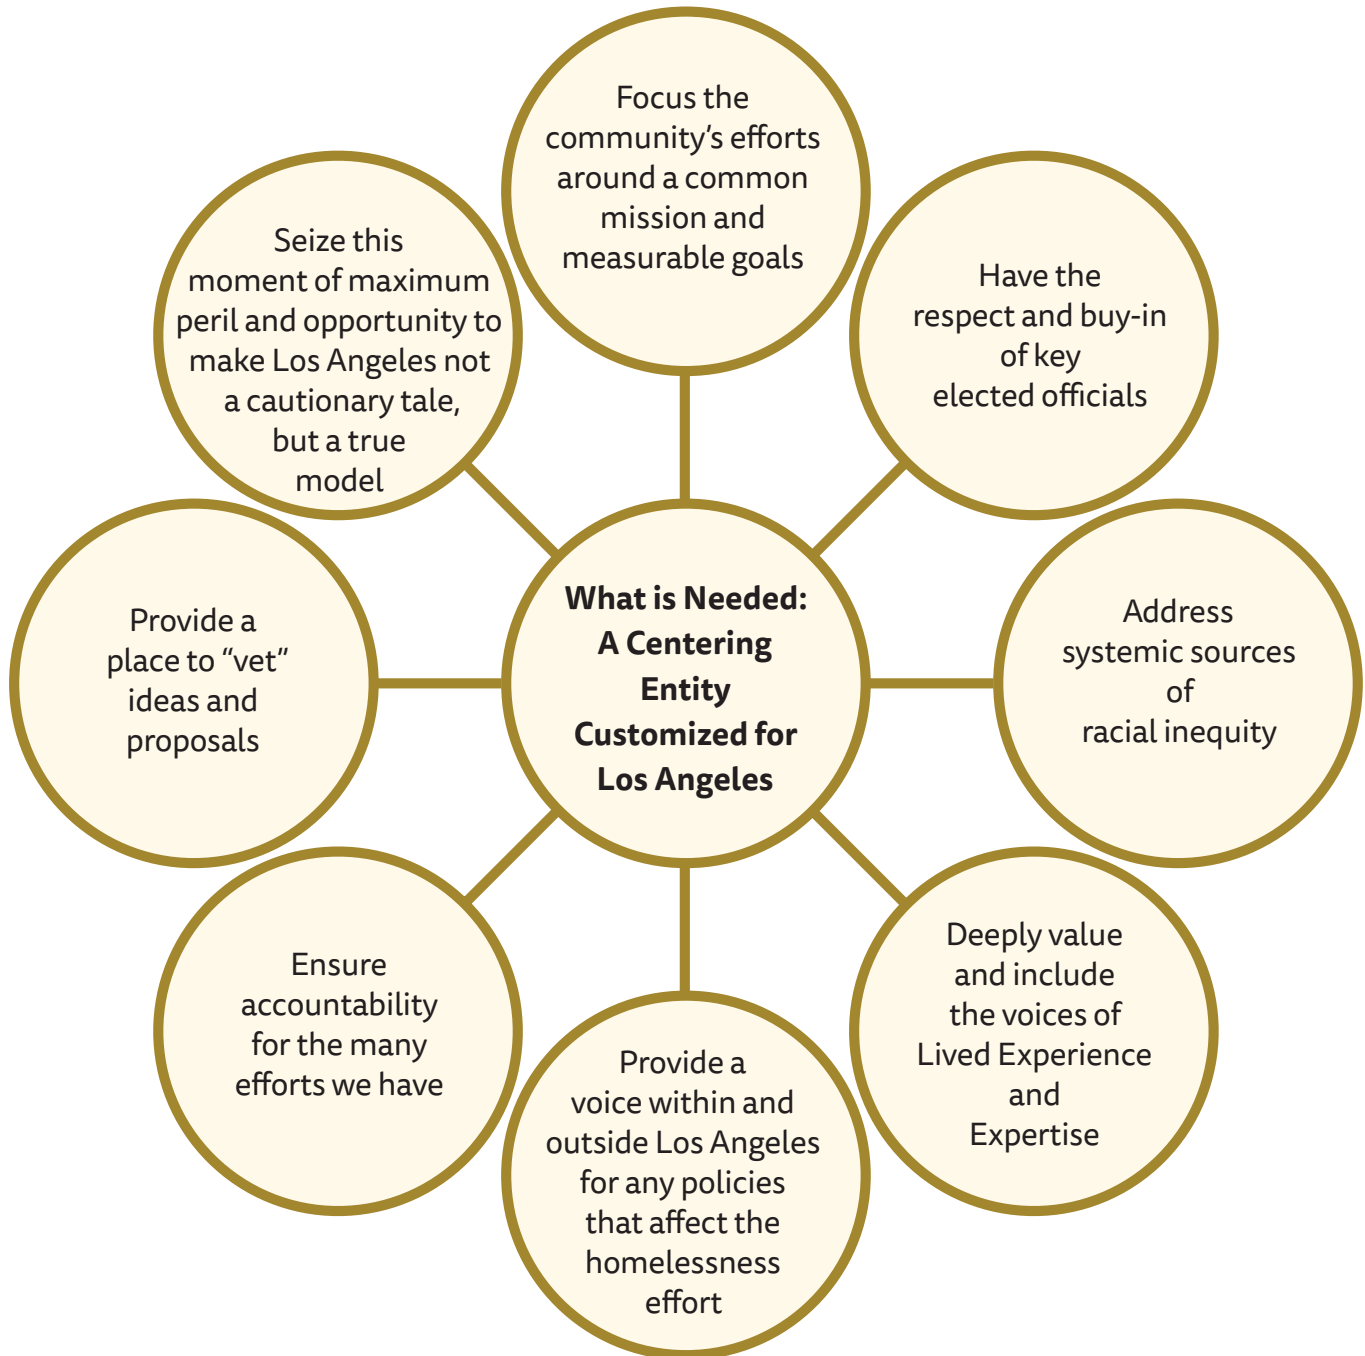 Focus the
community’s efforts
around a common
mission and
measurable goals
Seize this
moment of maximum
peril and opportunity to
make Los Angeles not
a cautionary tale,
but a true
model
Have the
respect and buy-in
of key
elected officials
Provide a
place to “vet”
ideas and
proposals
What is Needed:
A Centering
Entity
Customized for
Los Angeles
Address
systemic sources
of
racial inequity
Ensure
accountability
for the many
efforts we have
Deeply value
and include
the voices of
Lived Experience
and
Expertise
Provide a
voice within and
outside Los Angeles
for any policies
that affect the
homelessness
effort